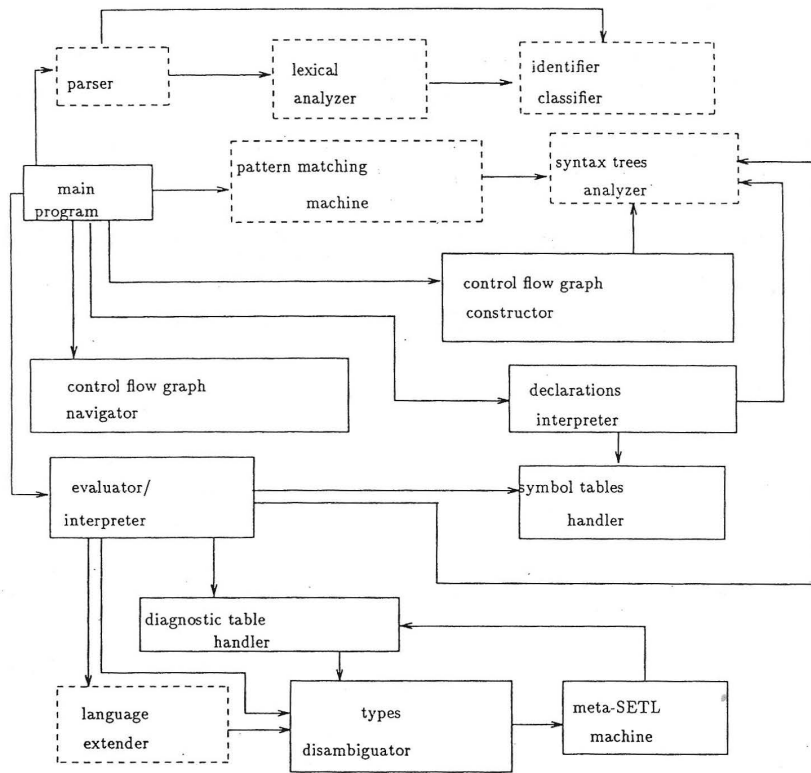 parser
lexical
analyzer
identifier
classifier
main
program
pattern matching
machine
syntax trees
analyzer
control flow graph
constructor
control flow graph
navigator
declarations
interpreter
evaluator/
interpreter
symbol tables
handler
diagnostic table
handler
language
extender
types
disambiguator
meta-SETL
machine